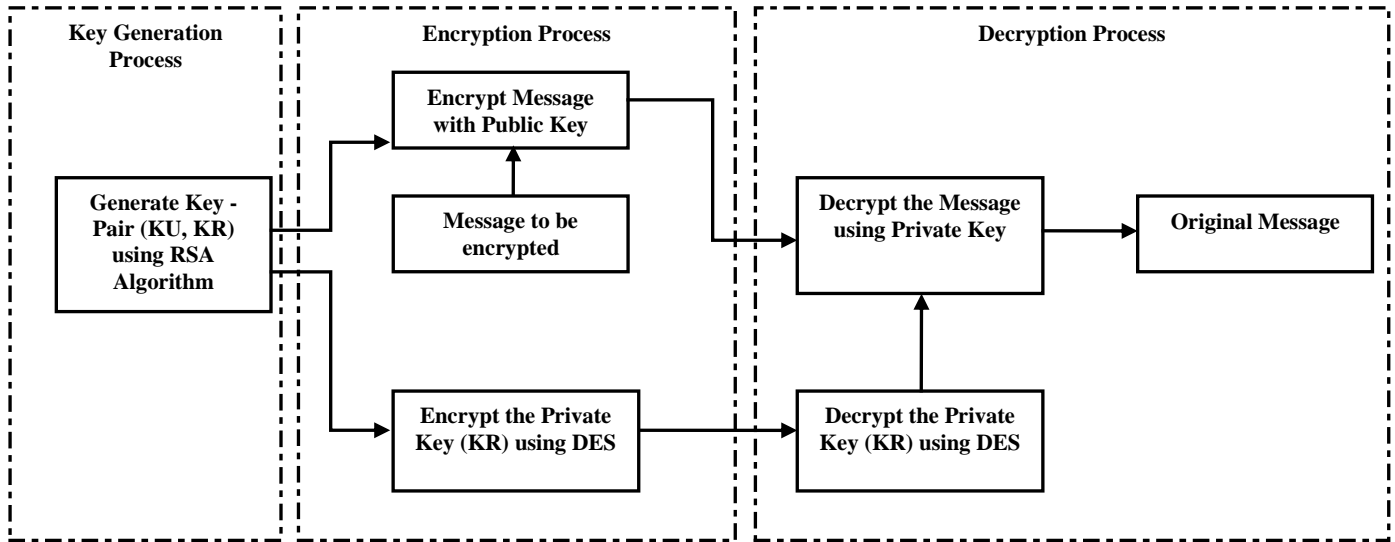 Key Generation
Process
Generate Key -
Pair (KU, KR)
using RSA
Algorithm
Encryption Process
Encrypt Message
with Public Key
Message to be
encrypted
Encrypt the Private
Key (KR) using DES
Decryption Process
Decrypt the Message
using Private Key
Original Message
Decrypt the Private
Key (KR) using DES